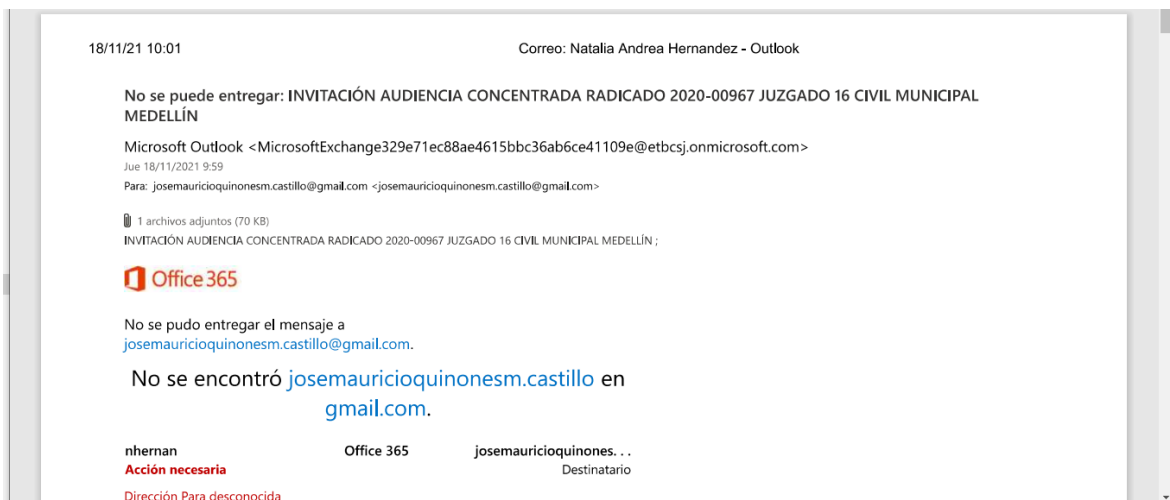 18/11/21 10:01 Correo: Natalia Andrea Hernandez - Outlook
No se puede entregar: INVITACIÓN AUDIENCIA CONCENTRADA RADICADO 2020-00967 JUZGADO 16 CIVIL MUNICIPAL
MEDELLÍN
Microsoft Outlook <MicrosoftExchange329e71ec88ae4615bbc36ab6ce41109e@etbcsj.onmicrosoft.com>
Jue 18/11/2021 9:59
Para: josemauricioquinonesm.castillo@gmail.com <josemauricioquinonesm.castillo@gmail.com>
1 archivos adjuntos (70 KB)
INVITACIÓN AUDIENCIA CONCENTRADA RADICADO 2020-00967 JUZGADO 16 CIVIL MUNICIPAL MEDELLÍN ;
Office 365
No se pudo entregar el mensaje a
josemauricioquinonesm.castillo@gmail.com.
No se encontró josemauricioquinonesm.castillo en
gmail.com.
nhernan Office 365 josemauricioquinones. . .
Acción necesaria Destinatario
Dirección Para desconocida